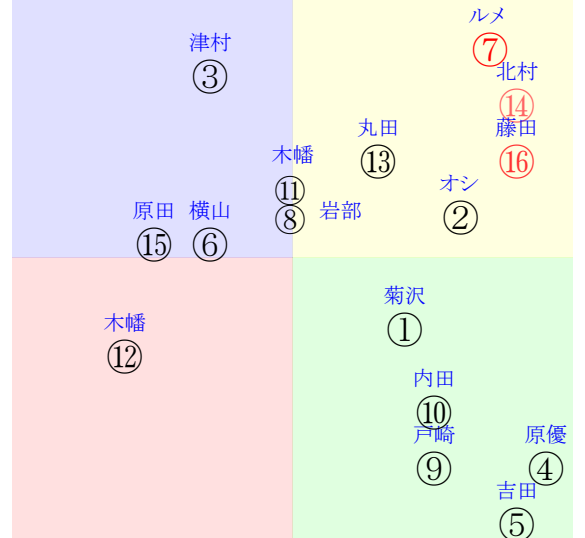 ルメ
⑦
津村
③
北村
⑭
丸田
⑬
藤田
⑯
木幡
⑪
オシ
②
岩部
⑧
原田
⑮
横山
⑥
菊沢
①
木幡
⑫
内田
⑩
戸崎
⑨
原優
④
吉田
⑤